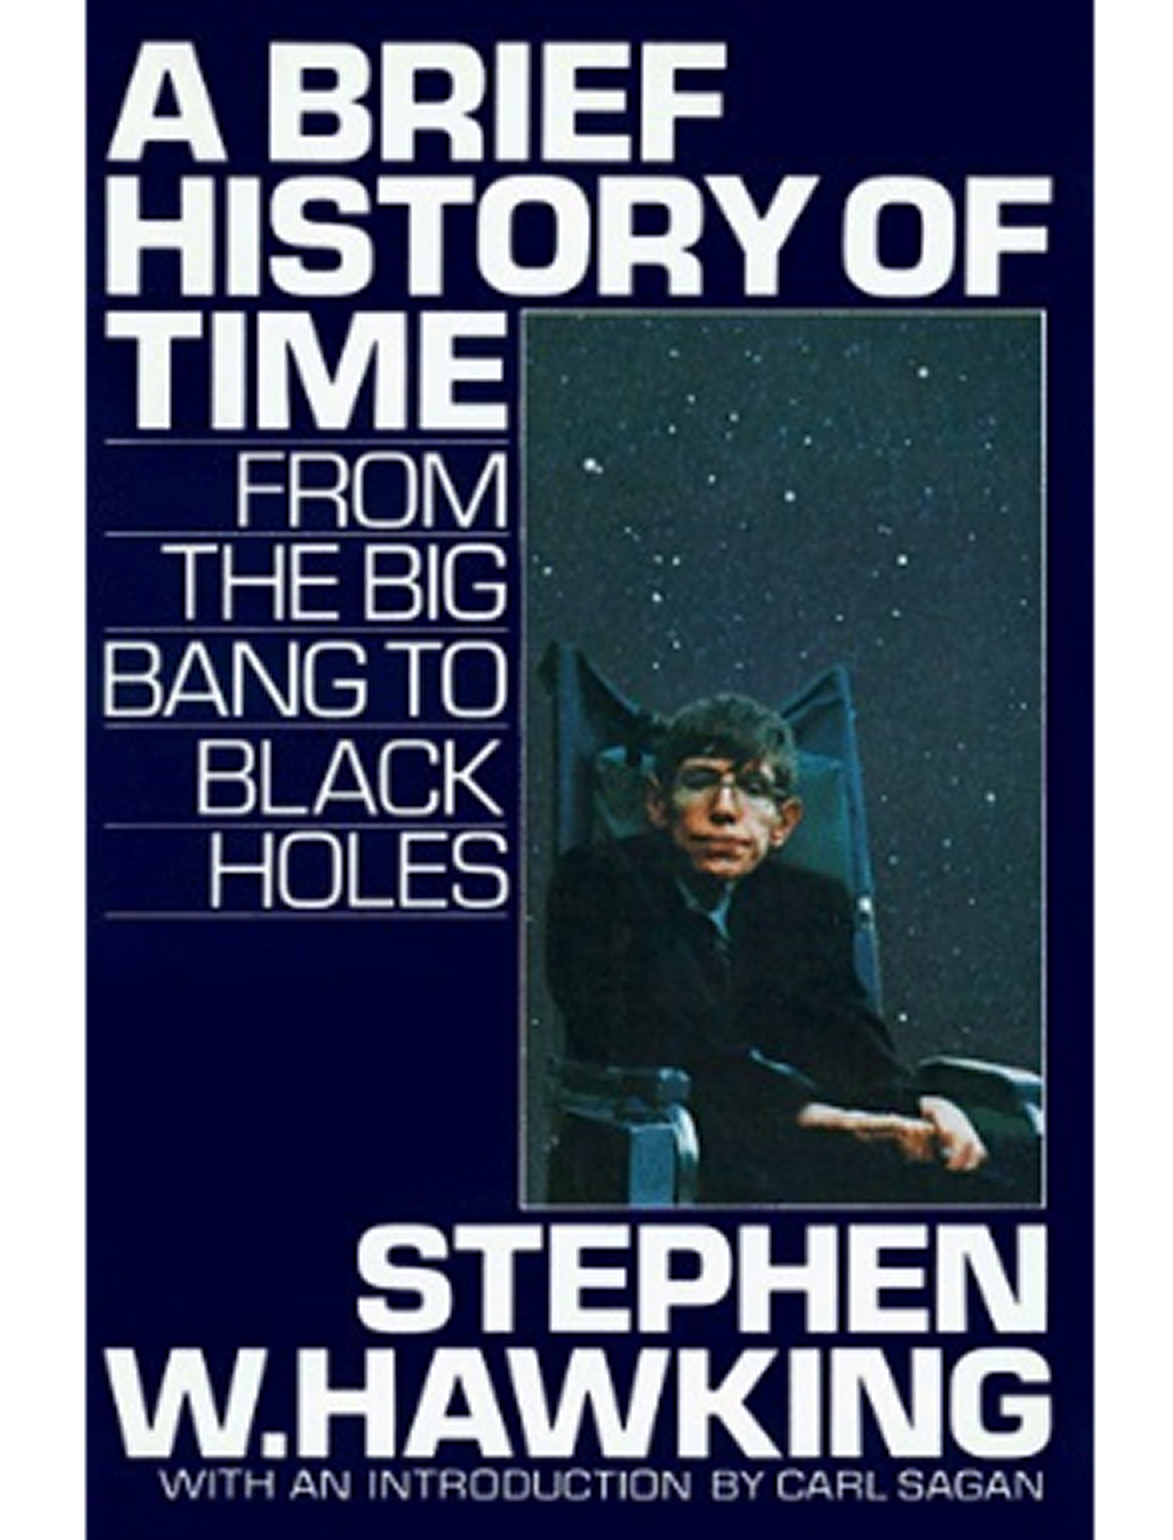 A BRIEF
HISTORY OF
TIME
FROM
THE BIG
BANG TO
BLACK
HOLES
STEPHEN
W.HAWKING
WITH AN INTRODUCTION BY CARL SAGAN